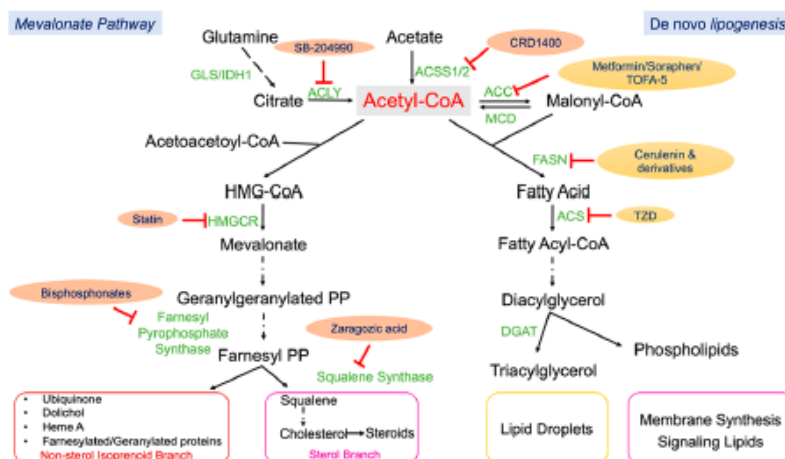 Mevalonate Pathway
De novo lipogenesis
Glutamine
SB-204990
Acetate
CRD1400
GLS/IDH1
ACSS1/2
Metformin/Soraphen/
TOFA-5
Citrate
ACLY
Acetyl-CoA
ACC
MCD
Malonyl-CoA
Acetoacetoyl-CoA
FASN
Cerulenin &
derivatives
HMG-CoA
Fatty Acid
Statin
HMGCR
ACS
TZD
Mevalonate
Fatty Acyl-CoA
Bisphosphonates
Geranylgeranylated PP
Diacylglycerol
Farnesyl
Pyrophosphate
Synthase
Zaragozic acid
DGAT
Farnesyl PP
Phospholipids
Squalene Synthase
Triacylglycerol
• Ubiquinone
• Dolichol
• Heme A
• Farnesylated/Geranylated proteins
Non-sterol Isoprenoid Branch
Squalene
Cholesterol
Steroids
Sterol Branch
Lipid Droplets
Membrane Synthesis
Signaling Lipids